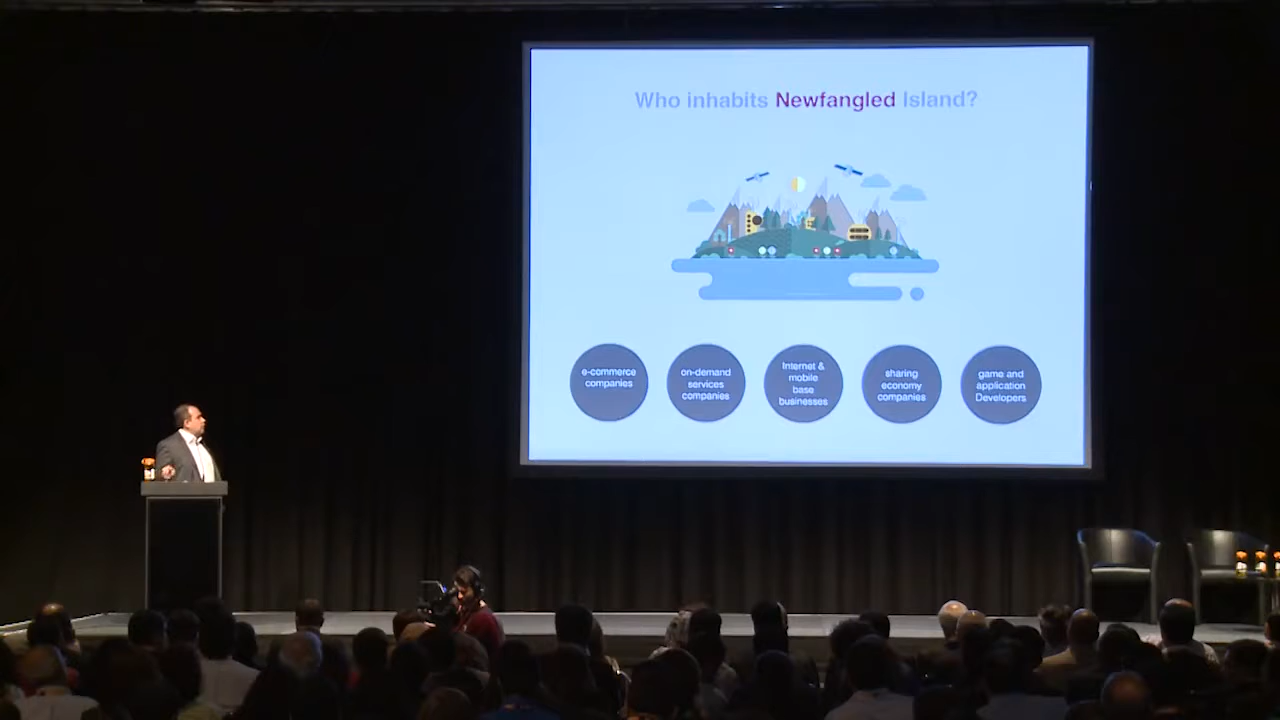 Who inhabits Newfangled Island?
e-commerce
companies
on-demand
services
companies
Internet &
mobile
base
businesses
sharing
economy
companies
game and
application
Developers